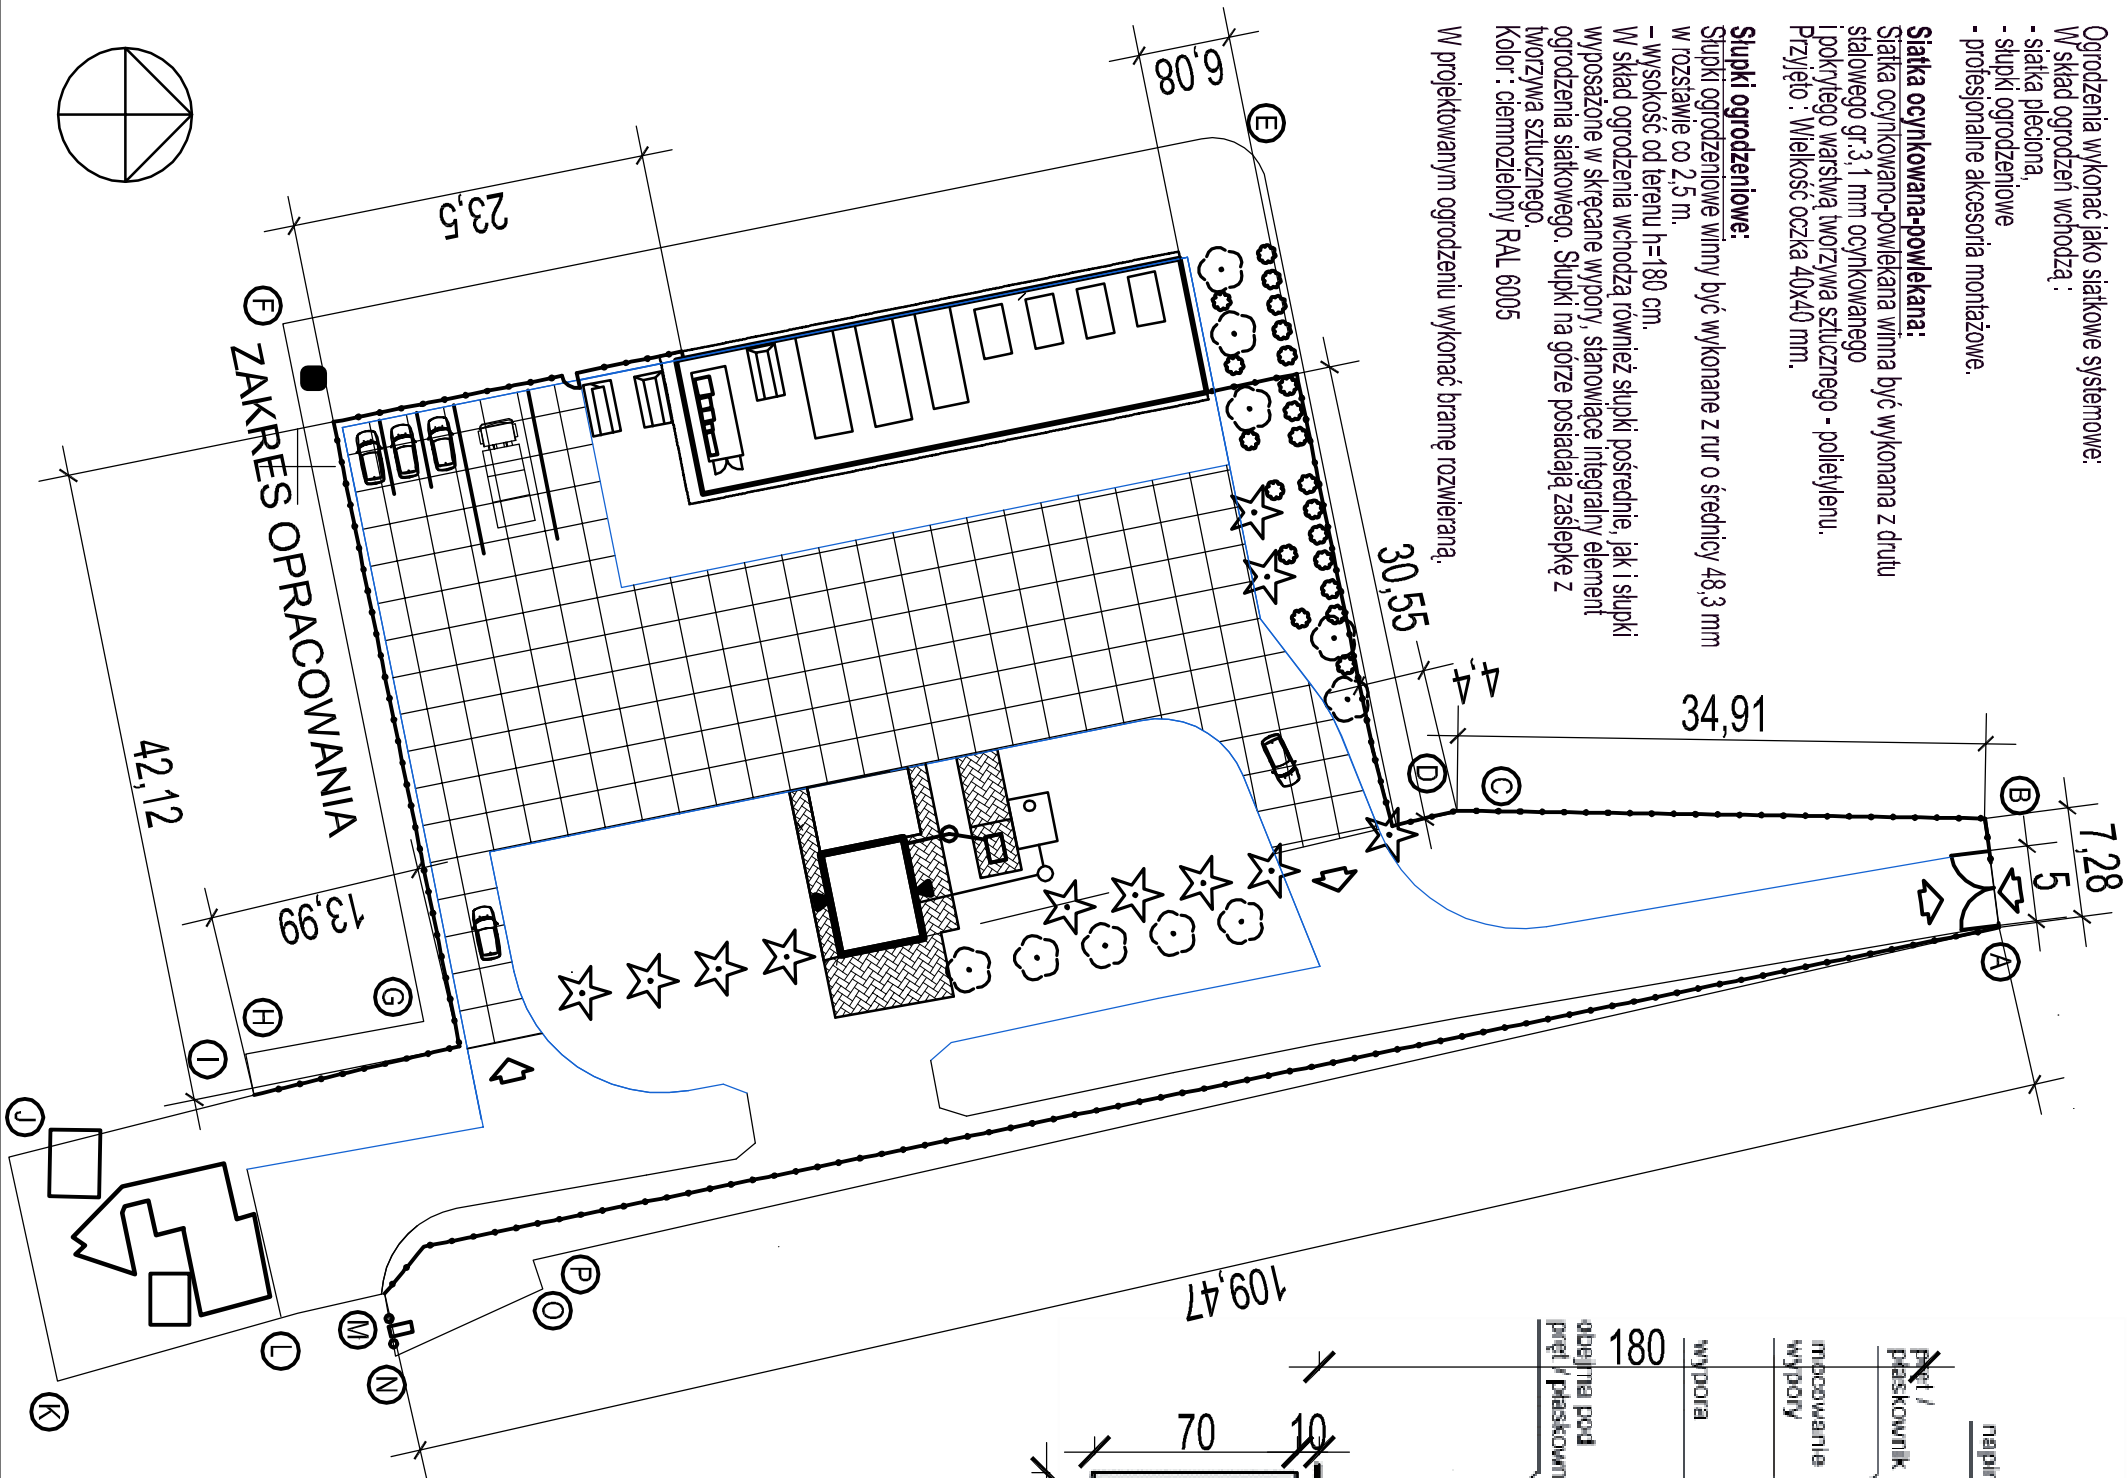 Ogrodzenia wykonać jako siatkowe systemowe:
W skład ogrodzeń wchodzą :
- siatka pleciona,
- słupki ogrodzeniowe
- profesjonalne akcesoria montażowe.
Siatka ocynkowana-powlekana:
Siatka ocynkowano-powlekana winna być wykonana z drutu
stalowego gr.3,1 mm ocynkowanego
i pokrytego warstwą tworzywa sztucznego - polietylenu.
Przyjęto : Wielkość oczka 40x40 mm.
Słupki ogrodzeniowe:
Słupki ogrodzeniowe winny być wykonane z rur o średnicy 48,3 mm
w rozstawie co 2,5 m.
- wysokość od terenu h=180 cm.
W skład ogrodzenia wchodzą również słupki pośrednie, jak i słupki
wyposażone w skręcane wypory, stanowiące integralny element
ogrodzenia siatkowego. Słupki na górze posiadają zaślepkę z
tworzywa sztucznego.
Kolor : ciemnozielony RAL 6005
W projektowanym ogrodzeniu wykonać bramę rozwieraną.
6,08
E
23,5
F
ZAKRES OPRACOWANIA
30,55
4,4
34,91
D
C
B
7,28
5
A
42,12
13,99
G
H
I
J
K
L
M
N
O
P
109,47
180
70
10
pręt /
płaskownik
mocowanie
wypory
wypora
obejma pod
pręt / płaskown
napin